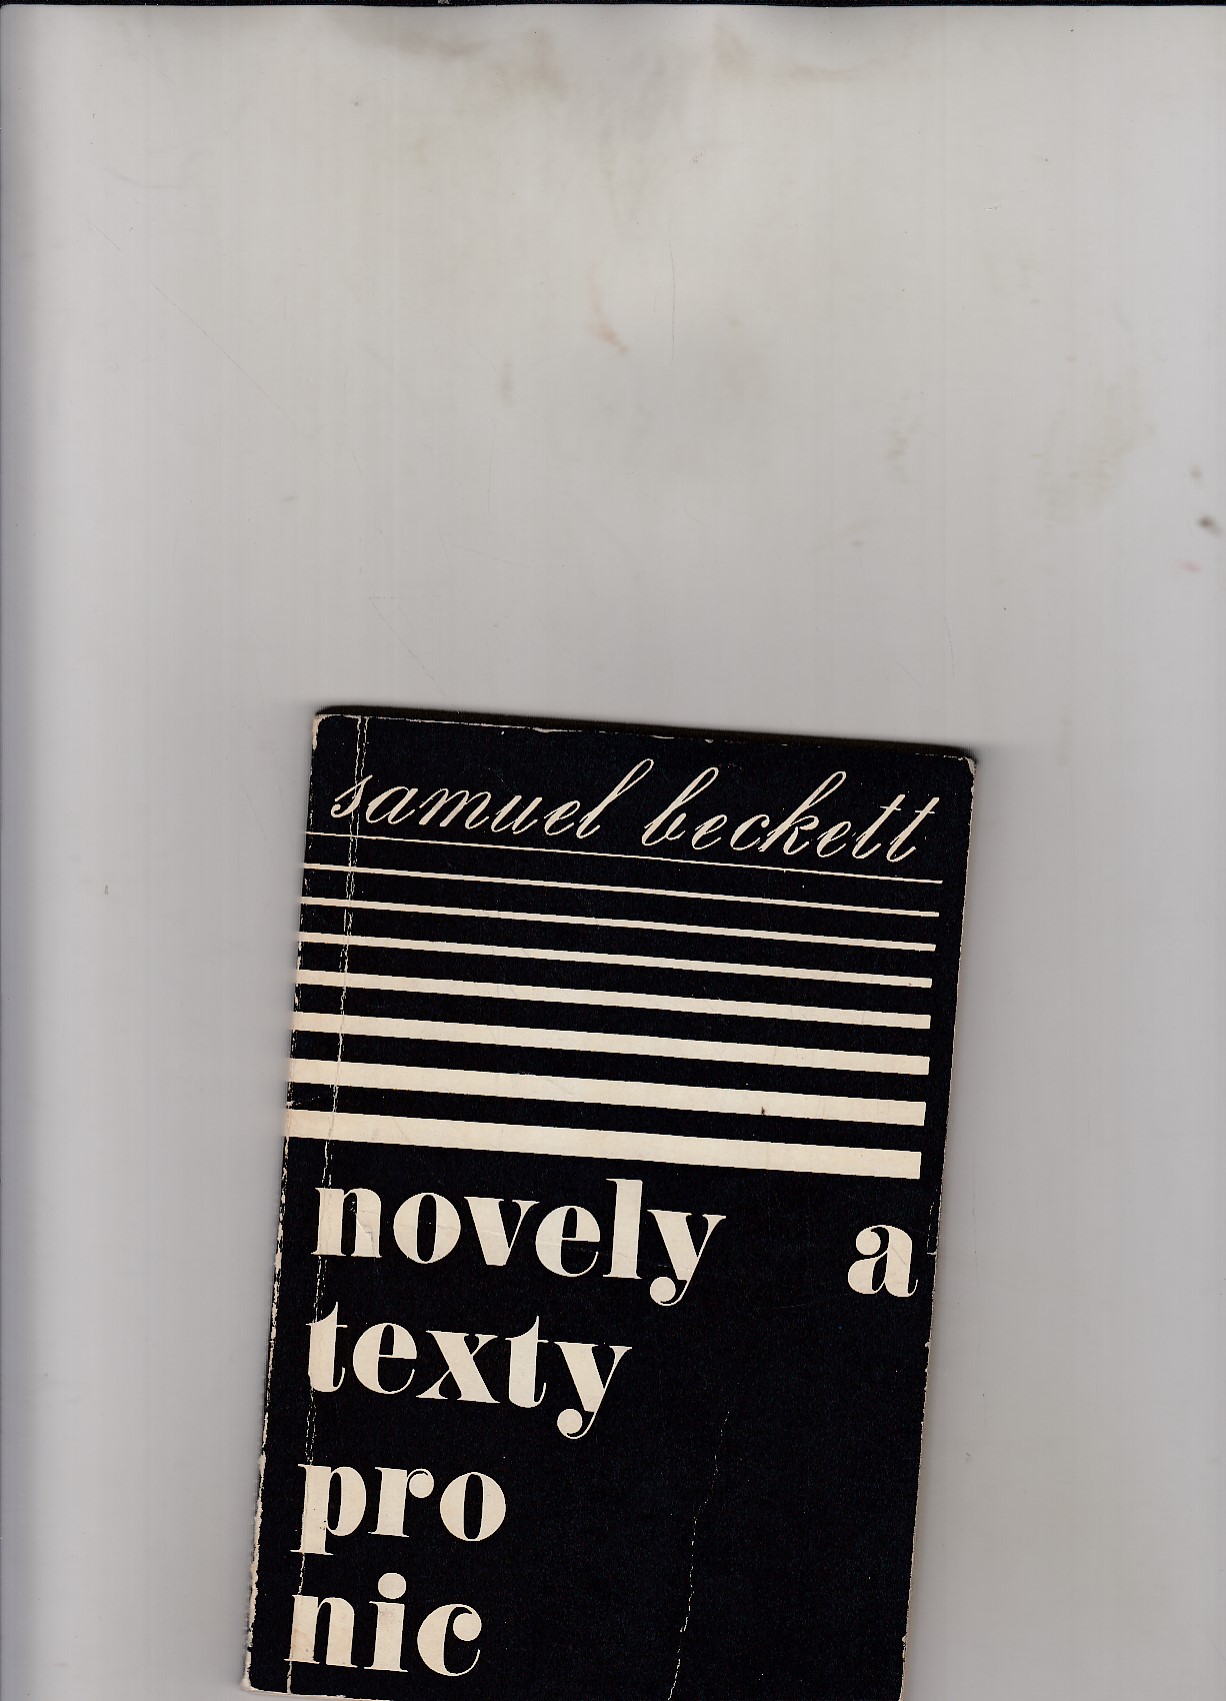 samuel beckett
novely a
texty
pro
nic